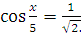 cos x/5 = 1/√2.